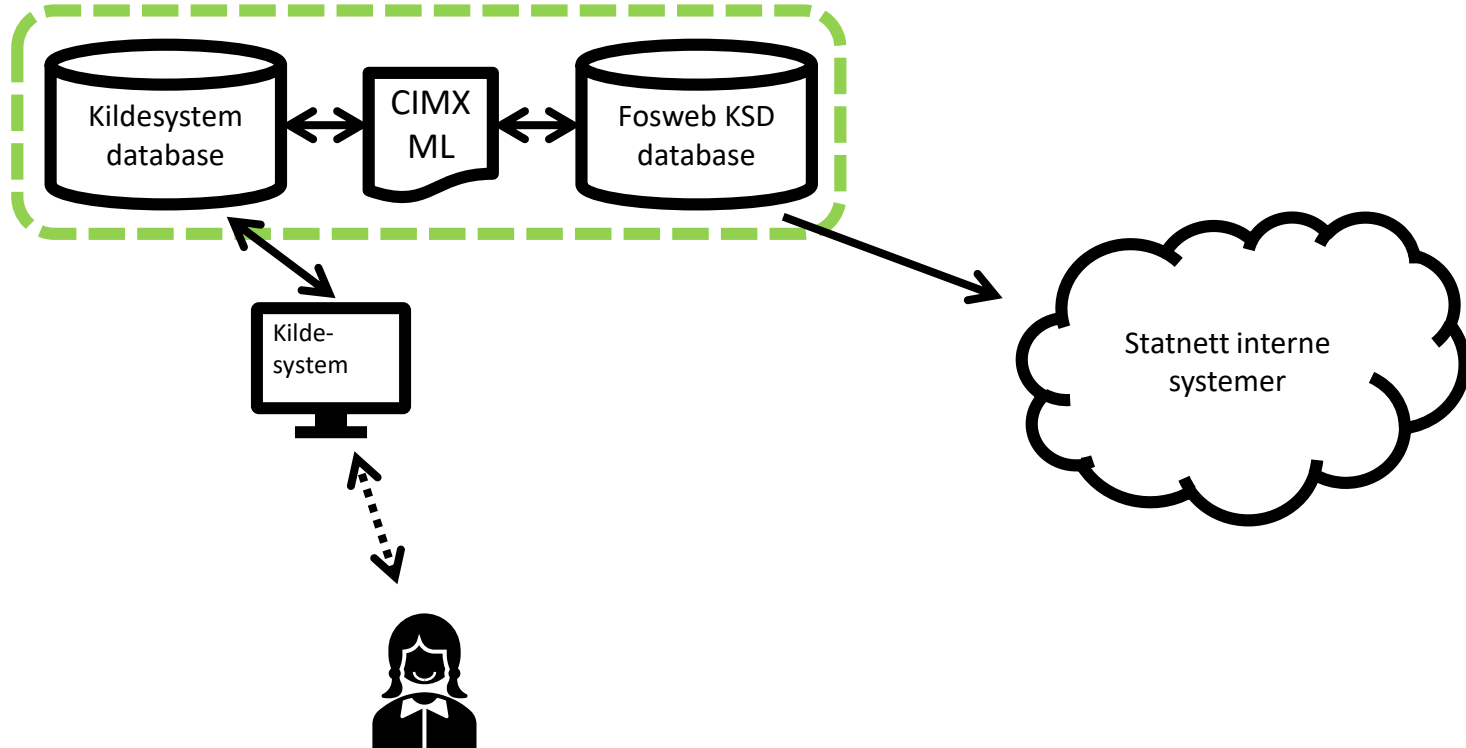 Kildesystem
database
CIMX
ML
Fosweb KSD
database
Kilde-
system
Statnett interne
systemer